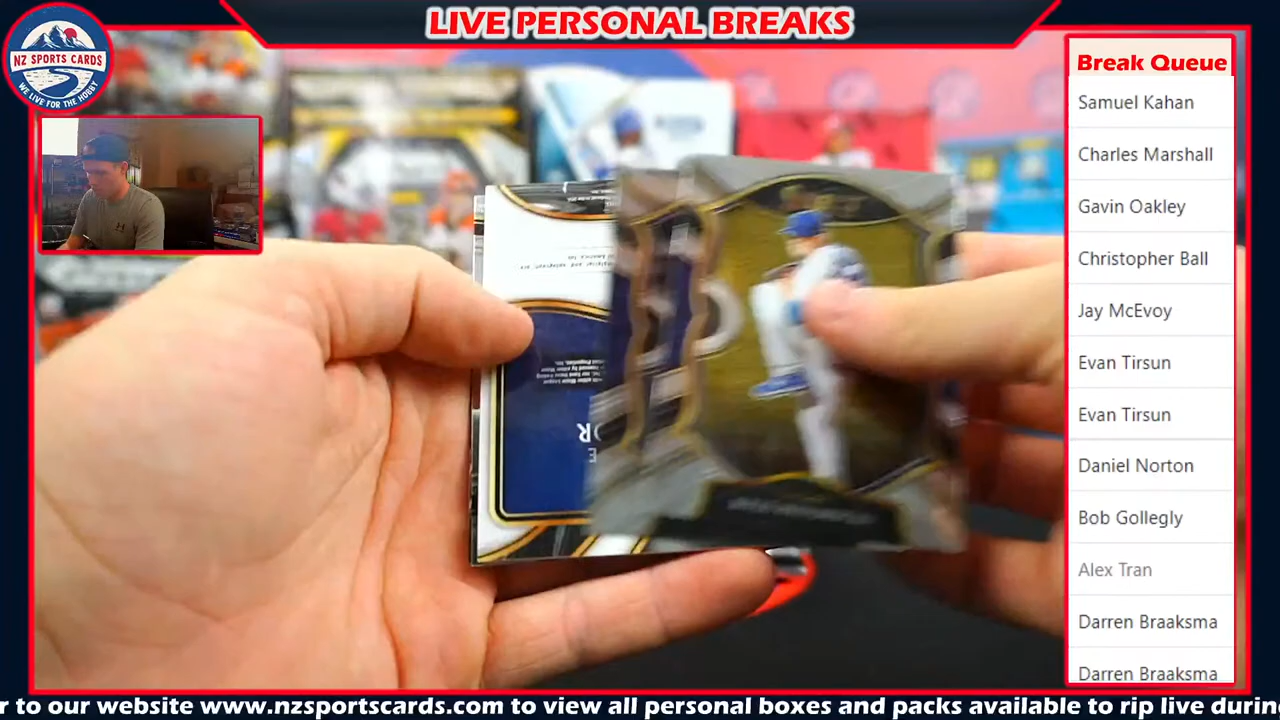 LIVE PERSONAL BREAKS
NZ SPORTS CARDS
WE LIVE FOR THE HOBBY
Break Queue
Samuel Kahan
Charles Marshall
Gavin Oakley
Christopher Ball
Jay McEvoy
Evan Tirsun
Evan Tirsun
Daniel Norton
Bob Gollegly
Alex Tran
Darren Braaksma
Darren Braaksma
r to our website www.nzsportscards.com to view all personal boxes and packs available to rip live durin